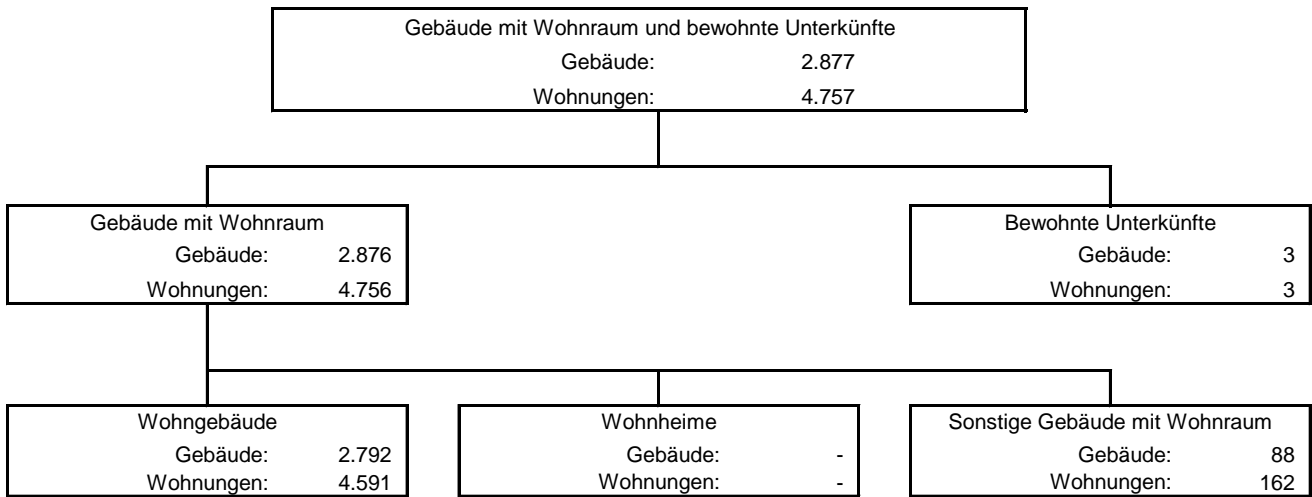 Gebäude mit Wohnraum und bewohnte Unterkünfte
Gebäude: 2.877
Wohnungen: 4.757
Gebäude mit Wohnraum
Gebäude: 2.876
Wohnungen: 4.756
Bewohnte Unterkünfte
Gebäude: 3
Wohnungen: 3
Wohngebäude
Gebäude: 2.792
Wohnungen: 4.591
Wohnheime
Gebäude: -
Wohnungen: -
Sonstige Gebäude mit Wohnraum
Gebäude: 88
Wohnungen: 162